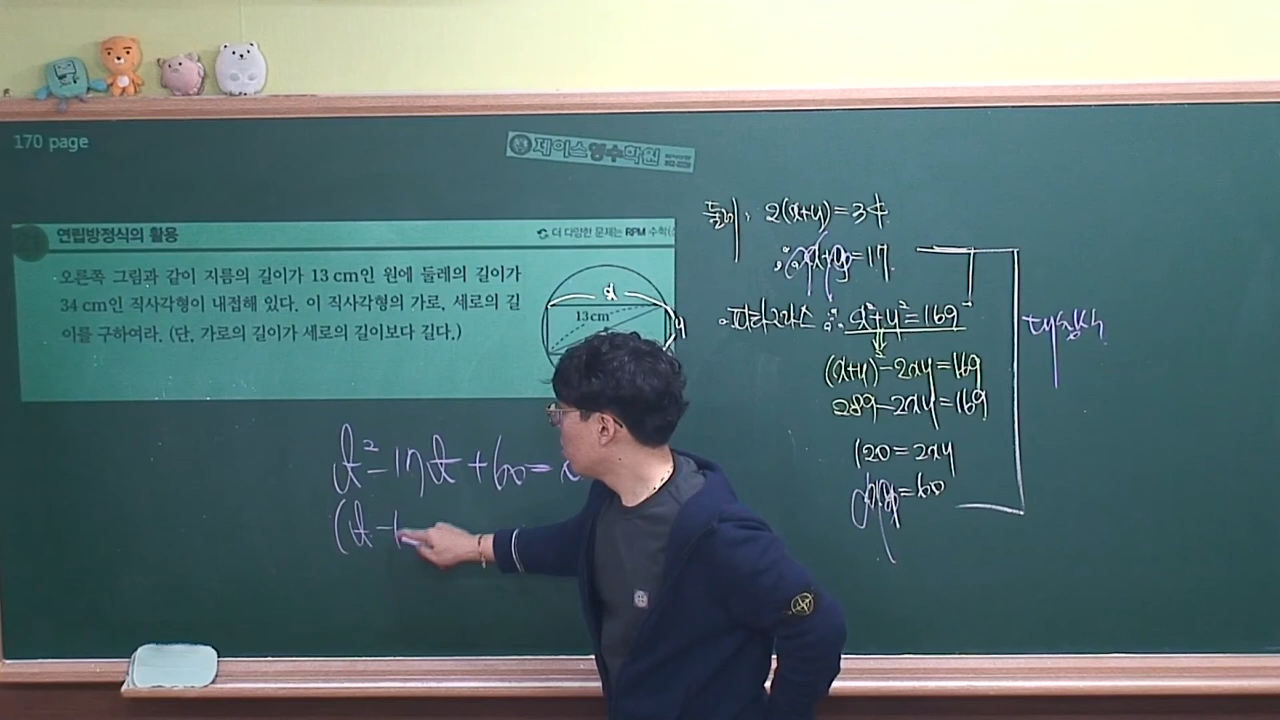 170 page
제이스영수학원
연립방정식의 활용
더 다양한 문제는 RPM 수학
오른쪽 그림과 같이 지름의 길이가 13 cm인 원에 둘레의 길이가
34 cm인 직사각형이 내접해 있다. 이 직사각형의 가로, 세로의 길
이를 구하여라. (단, 가로의 길이가 세로의 길이보다 길다.)
x
13cm
y
둘레: 2(x+y)=34
∴ x+y=17
피타고라스 ∴ x²+y²=169
(x+y)²-2xy=169
289-2xy=169
120=2xy
xy=60
t²-17t+60=
(t-